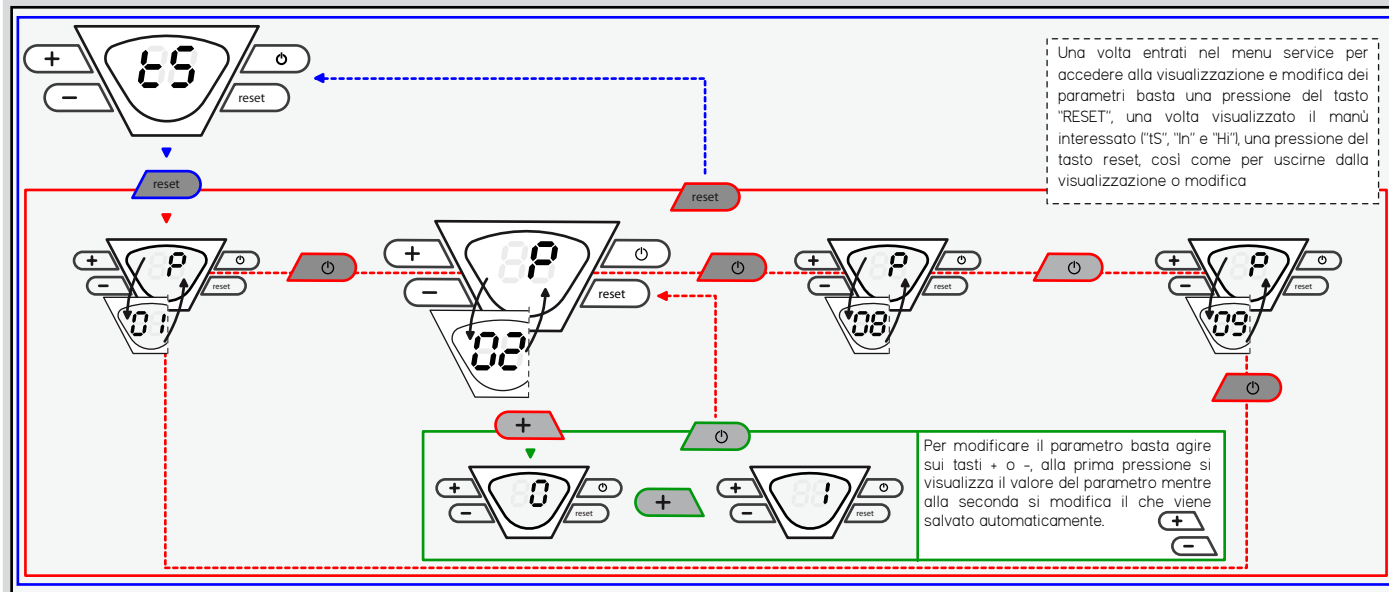 tS
+
−
reset
Una volta entrati nel menu service per
accedere alla visualizzazione e modifica dei
parametri basta una pressione del tasto
"RESET", una volta visualizzato il manù
interessato ("tS", "In" e "Hi"), una pressione del
tasto reset, così come per uscirne dalla
visualizzazione o modifica
reset
reset
+
−
P
reset
01
+
−
P
reset
02
+
−
P
reset
08
+
−
P
reset
09
+
+
−
0
reset
+
+
−
1
reset
Per modificare il parametro basta agire
sui tasti + o -, alla prima pressione si
visualizza il valore del parametro mentre
alla seconda si modifica il che viene
salvato automaticamente.
+
−